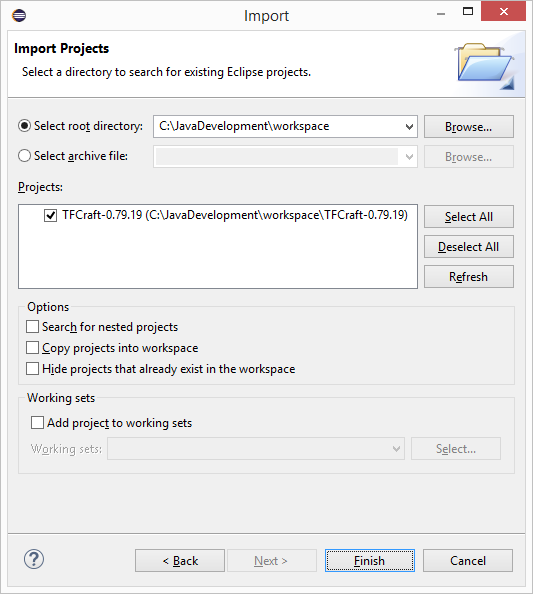 Import
Import Projects
Select a directory to search for existing Eclipse projects.
Select root directory: C:\JavaDevelopment\workspace Browse...
Select archive file: Browse...
Projects:
TFCraft-0.79.19 (C:\JavaDevelopment\workspace\TFCraft-0.79.19) Select All
Deselect All
Refresh
Options
Search for nested projects
Copy projects into workspace
Hide projects that already exist in the workspace
Working sets
Add project to working sets
Working sets: Select...
? < Back Next > Finish Cancel